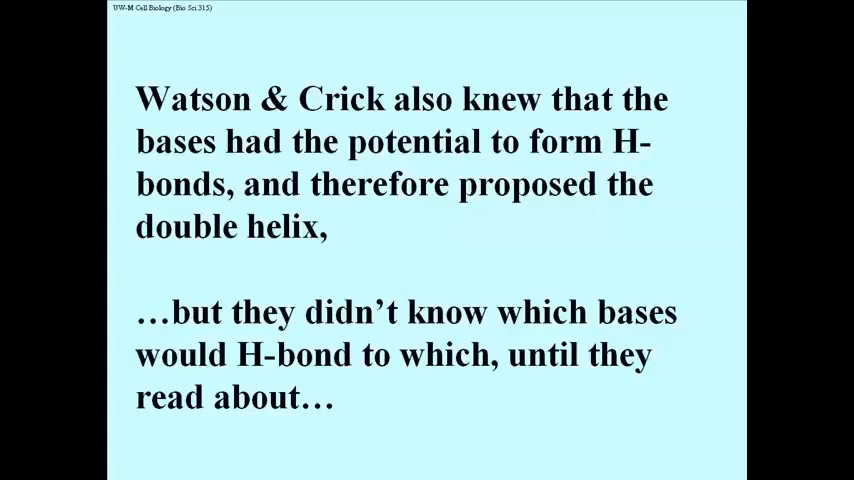 UW-M Cell Biology (Bio Sci 315)
Watson & Crick also knew that the
bases had the potential to form H-
bonds, and therefore proposed the
double helix,
…but they didn’t know which bases
would H-bond to which, until they
read about…